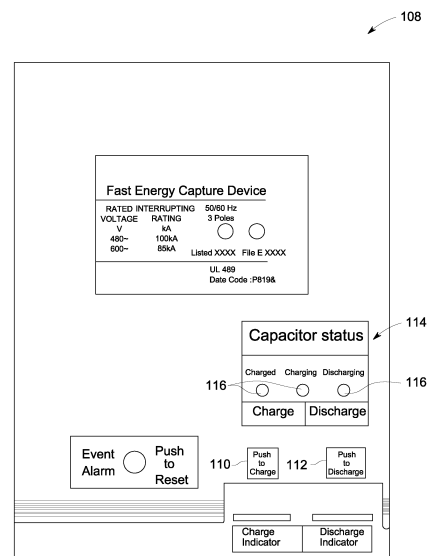 108
Fast Energy Capture Device
RATED INTERRUPTING 50/60 Hz
VOLTAGE RATING 3 Poles
V kA
480~ 100kA
600~ 85kA
Listed XXXX File E XXXX
UL 489
Date Code :P819&
114
Capacitor status
Charged Charging Discharging
116 116
Charge Discharge
Event Alarm
Push to Reset
110
Push
to
Charge
112
Push
to
Discharge
Charge Indicator
Discharge Indicator